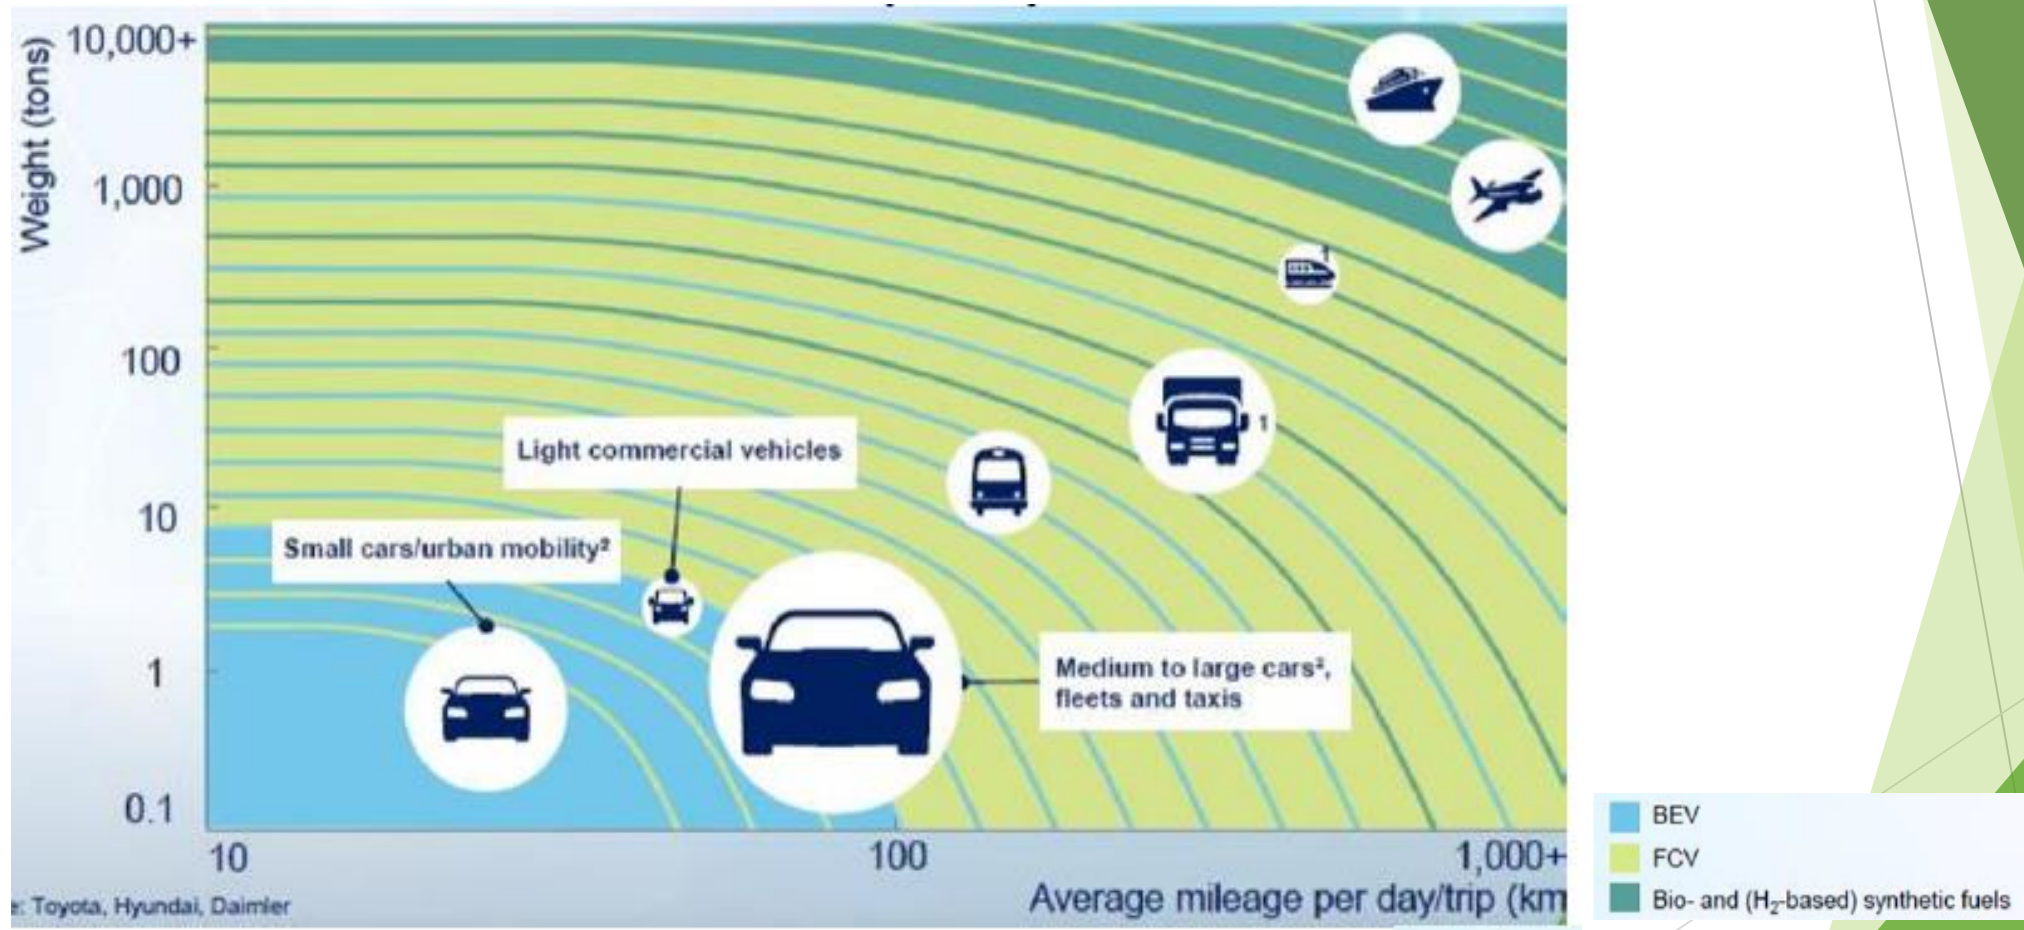 Weight (tons)
10,000+
1,000
100
10
1
0.1
Light commercial vehicles
Small cars/urban mobility²
1
1
Medium to large cars²,
fleets and taxis
10
100
1,000+
Average mileage per day/trip (km
: Toyota, Hyundai, Daimler
BEV
FCV
Bio- and (H₂-based) synthetic fuels